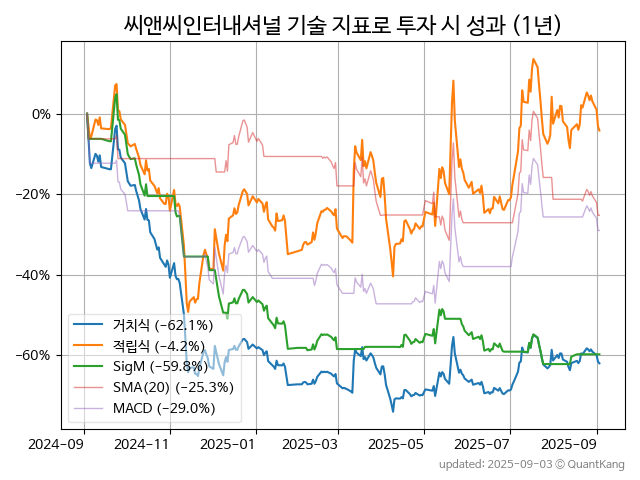 씨앤씨인터내셔널 기술 지표로 투자 시 성과 (1년)
0%
−20%
−40%
−60%
거치식 (−62.1%)
적립식 (−4.2%)
SigM (−59.8%)
SMA(20) (−25.3%)
MACD (−29.0%)
2024-09 2024-11 2025-01 2025-03 2025-05 2025-07 2025-09
updated: 2025-09-03 © QuantKang